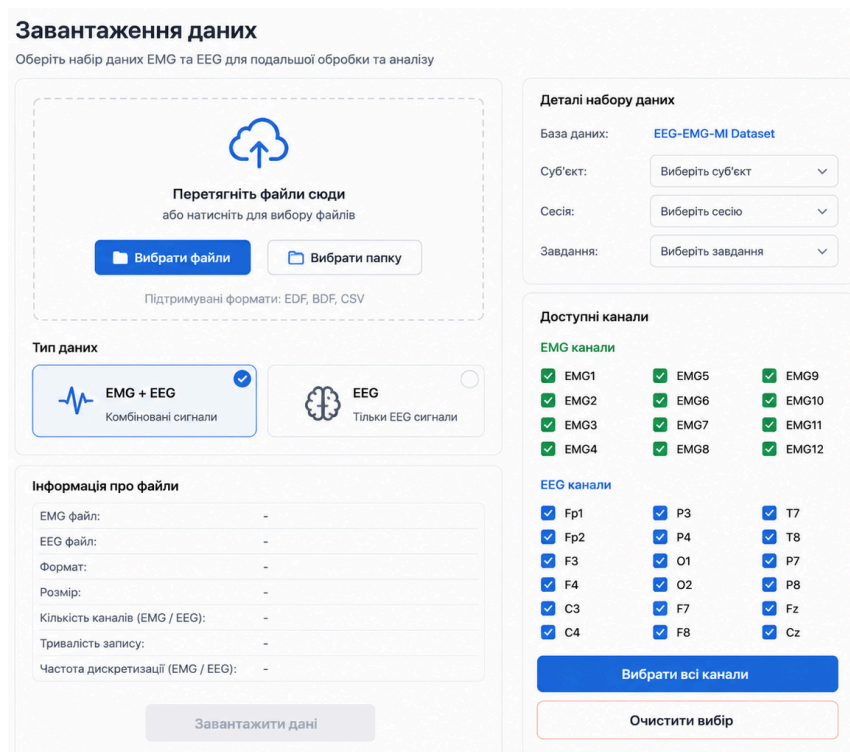 Завантаження даних
Оберіть набір даних EMG та EEG для подальшої обробки та аналізу
Перетягніть файли сюди
або натисніть для вибору файлів
Вибрати файли
Вибрати папку
Підтримувані формати: EDF, BDF, CSV
Тип даних
EMG + EEG
Комбіновані сигнали
EEG
Тільки EEG сигнали
Інформація про файли
EMG файл: -
EEG файл: -
Формат: -
Розмір: -
Кількість каналів (EMG / EEG): -
Тривалість запису: -
Частота дискретизації (EMG / EEG): -
Завантажити дані
Деталі набору даних
База даних: EEG-EMG-MI Dataset
Суб'єкт: Виберіть суб'єкт
Сесія: Виберіть сесію
Завдання: Виберіть завдання
Доступні канали
EMG канали
EMG1 EMG5 EMG9
EMG2 EMG6 EMG10
EMG3 EMG7 EMG11
EMG4 EMG8 EMG12
EEG канали
Fp1 P3 T7
Fp2 P4 T8
F3 O1 P7
F4 O2 P8
C3 F7 Fz
C4 F8 Cz
Вибрати всі канали
Очистити вибір